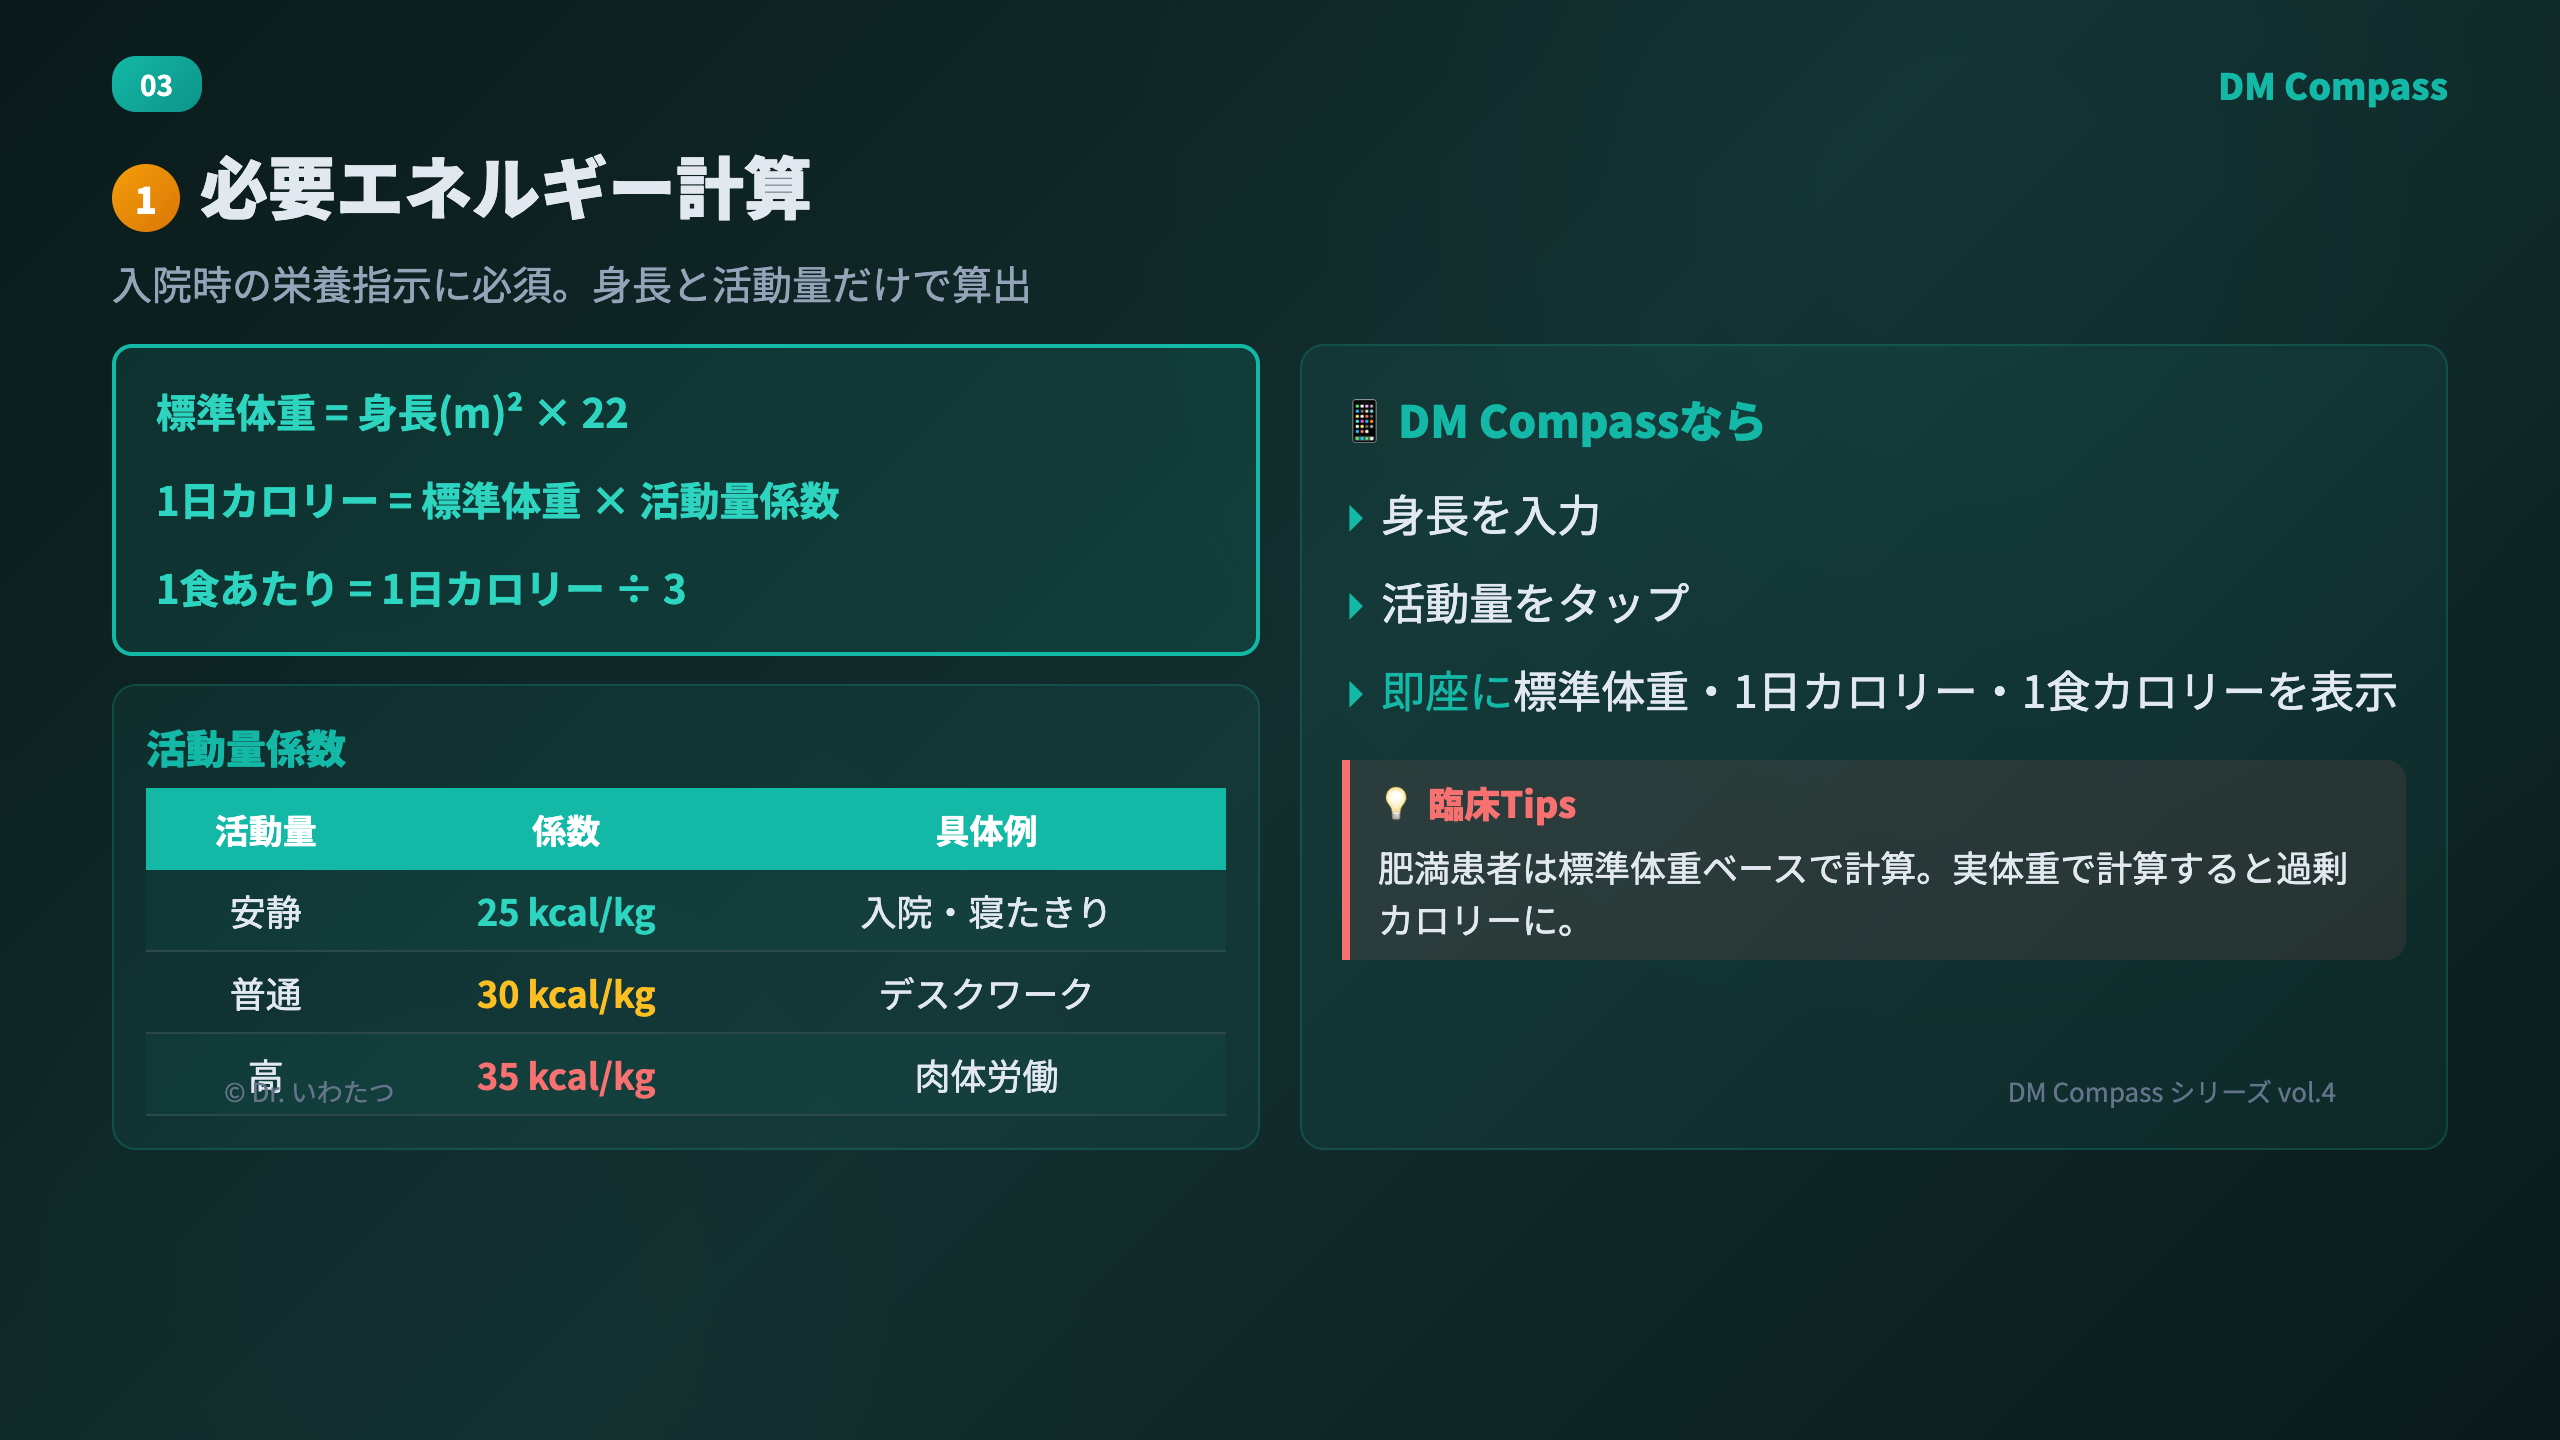 03
DM Compass
1 必要エネルギー計算
入院時の栄養指示に必須。身長と活動量だけで算出
標準体重 = 身長(m)² × 22
1日カロリー = 標準体重 × 活動量係数
1食あたり = 1日カロリー ÷ 3
活動量係数
活動量 係数 具体例
安静 25 kcal/kg 入院・寝たきり
普通 30 kcal/kg デスクワーク
高 35 kcal/kg 肉体労働
© Dr. いわたつ
DM Compassなら
身長を入力
活動量をタップ
即座に標準体重・1日カロリー・1食カロリーを表示
臨床Tips
肥満患者は標準体重ベースで計算。実体重で計算すると過剰
カロリーに。
DM Compass シリーズ vol.4